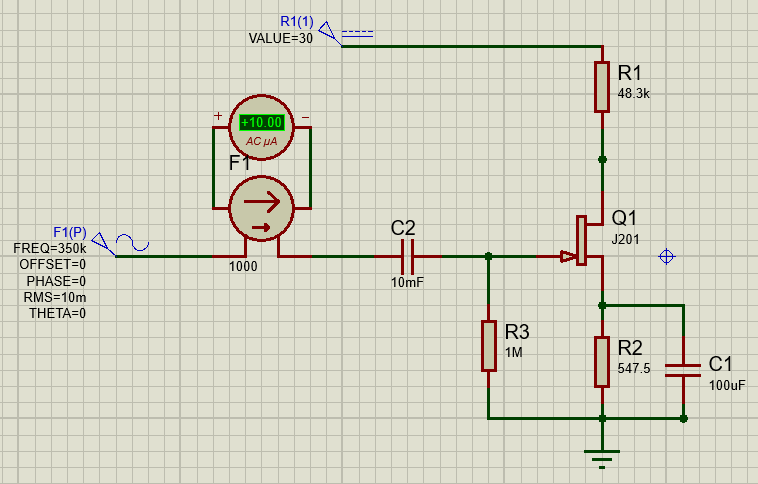 R1(1)
VALUE=30
R1
48.3k
+ +10.00 −
AC µA
F1
1000
F1(P)
FREQ=350k
OFFSET=0
PHASE=0
RMS=10m
THETA=0
C2
10mF
Q1
J201
R3
1M
R2
547.5
C1
100uF